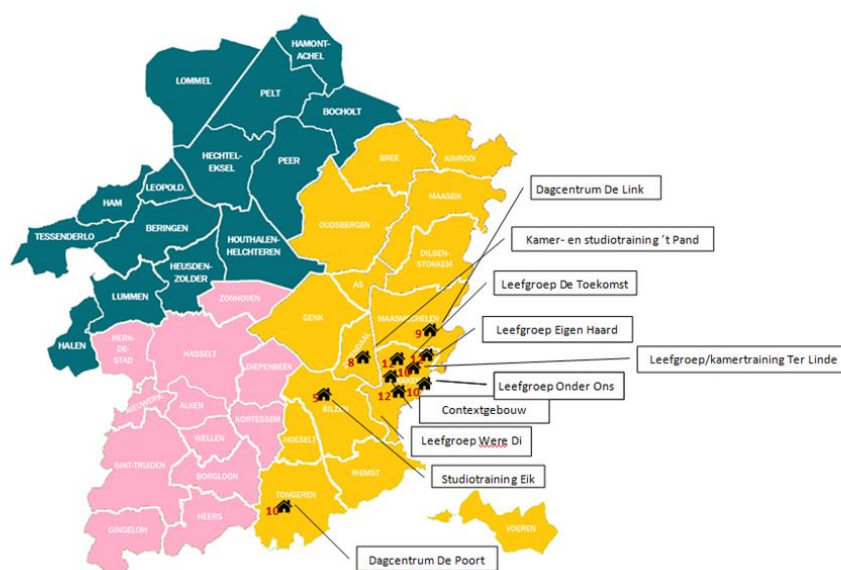 HAMONT-
ACHEL
LOMMEL
PELT
BOCHOLT
HECHTEL-
EKSEL
PEER
BREE
KINROOI
LEOPOLD.
HAM
MAASEIK
Dagcentrum De Link
OUDSBERGEN
TESSENDERLO
BERINGEN
HOUTHALEN-
HELCHTEREN
DILSEN-
STOKKEM
Kamer- en studiotraining ’t Pand
HEUSDEN-
ZOLDER
AS
LUMMEN
ZONHOVEN
Leefgroep De Toekomst
GENK
MAASMECHELEN
9
HALEN
HERK-
DE-
STAD
HASSELT
Leefgroep Eigen Haard
8
12
10
DIEPENBEEK
Leefgroep/kamertraining Ter Linde
Leefgroep Onder Ons
12
10
5
BILZEN
NIEUWERK
ALKEN
KORTESSEM
Contextgebouw
WELLEN
HOESELT
Leefgroep Were Di
SINT-TRUIDEN
BORGLOON
RIEMST
Studiotraining Eik
TONGEREN
10
HEERS
GINGELOM
VOEREN
Dagcentrum De Poort